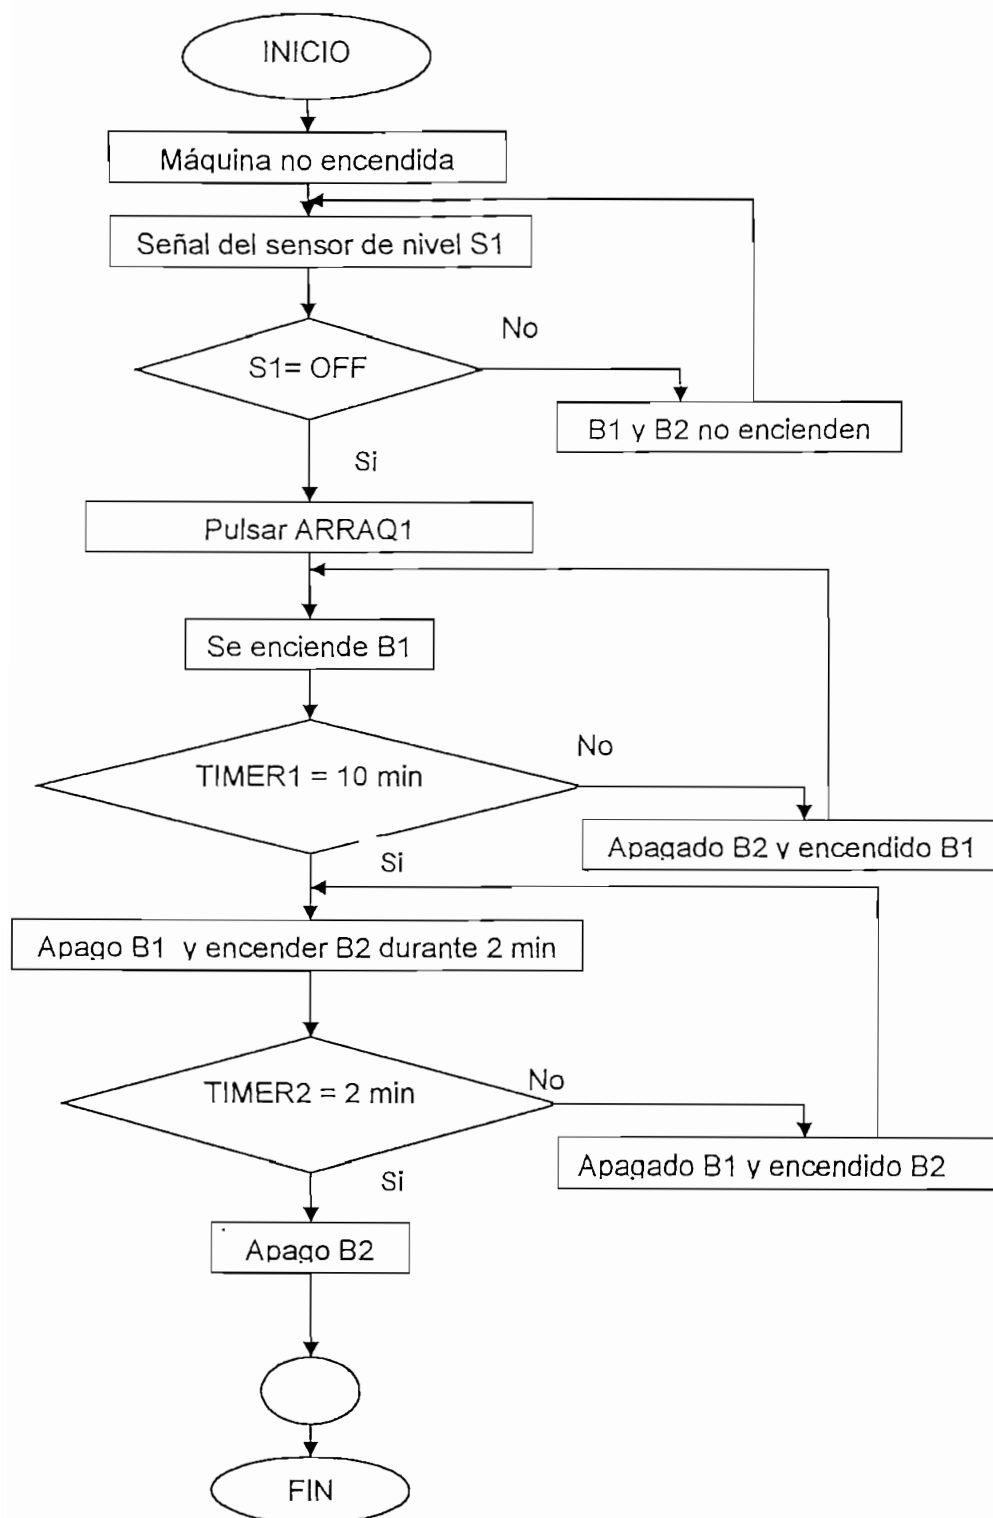 INICIO
Máquina no encendida
Señal del sensor de nivel S1
S1= OFF
No
B1 y B2 no encienden
Si
Pulsar ARRAQ1
Se enciende B1
TIMER1 = 10 min
No
Apagado B2 y encendido B1
Si
Apago B1 y encender B2 durante 2 min
TIMER2 = 2 min
No
Apagado B1 y encendido B2
Si
Apago B2
FIN